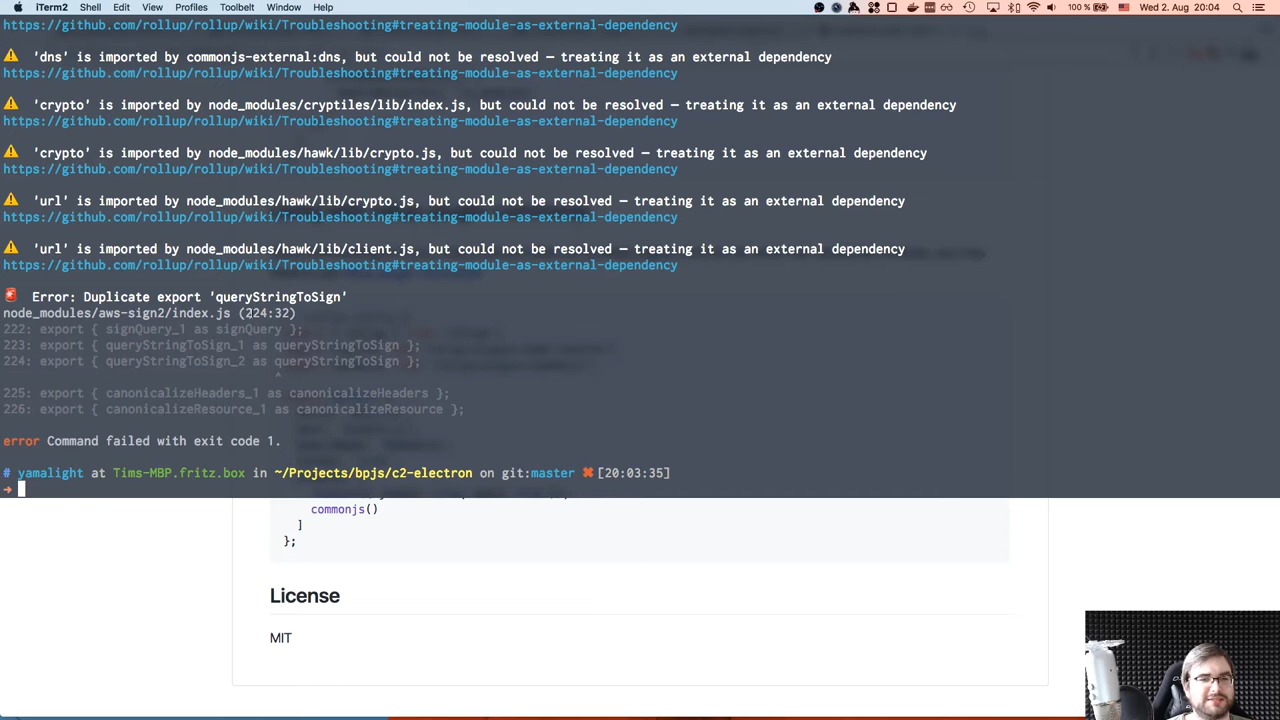 iTerm2 Shell Edit View Profiles Toolbelt Window Help 100 % Wed 2. Aug 20:04
https://github.com/rollup/rollup/wiki/Troubleshooting#treating-module-as-external-dependency
'dns' is imported by commonjs-external:dns, but could not be resolved – treating it as an external dependency
https://github.com/rollup/rollup/wiki/Troubleshooting#treating-module-as-external-dependency
'crypto' is imported by node_modules/cryptiles/lib/index.js, but could not be resolved – treating it as an external dependency
https://github.com/rollup/rollup/wiki/Troubleshooting#treating-module-as-external-dependency
'crypto' is imported by node_modules/hawk/lib/crypto.js, but could not be resolved – treating it as an external dependency
https://github.com/rollup/rollup/wiki/Troubleshooting#treating-module-as-external-dependency
'url' is imported by node_modules/hawk/lib/crypto.js, but could not be resolved – treating it as an external dependency
https://github.com/rollup/rollup/wiki/Troubleshooting#treating-module-as-external-dependency
'url' is imported by node_modules/hawk/lib/client.js, but could not be resolved – treating it as an external dependency
https://github.com/rollup/rollup/wiki/Troubleshooting#treating-module-as-external-dependency
Error: Duplicate export 'queryStringToSign'
node_modules/aws-sign2/index.js (224:32)
222: export { signQuery_1 as signQuery };
223: export { queryStringToSign_1 as queryStringToSign };
224: export { queryStringToSign_2 as queryStringToSign };
^
225: export { canonicalizeHeaders_1 as canonicalizeHeaders };
226: export { canonicalizeResource_1 as canonicalizeResource };
error Command failed with exit code 1.
# yamalight at Tims-MBP.fritz.box in ~/Projects/bpjs/c2-electron on git:master ✖ [20:03:35]
➜
commonjs()
]
};
License
MIT